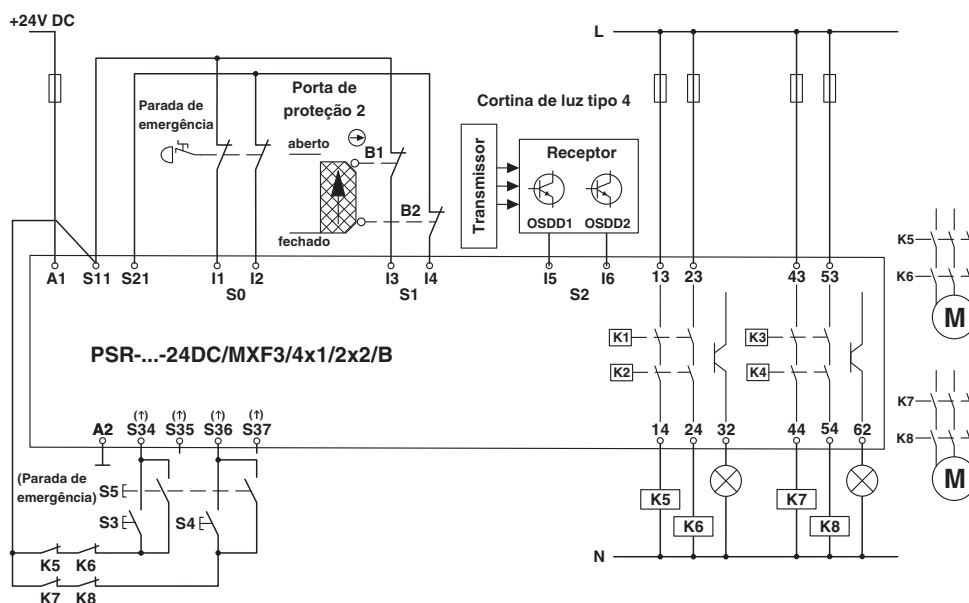 +24V DC
L
Porta de
proteção 2
Parada de
emergência
aberto
B1
B2
fechado
Cortina de luz tipo 4
Transmissor
Receptor
OSDD1 OSDD2
K5
K6
M
A1 S11 S21 I1 I2 I3 I4 I5 I6 13 23 43 53
S0 S1 S2
K1 K3
K2 K4
PSR-...-24DC/MXF3/4x1/2x2/B
(↑) (↑) (↑) (↑)
A2 S34 S35 S36 S37 14 24 32 44 54 62
K7
K8
M
(Parada de
emergência)
S5
S3 S4
K5 K7
K6 K8
K5 K6
K7 K8
N